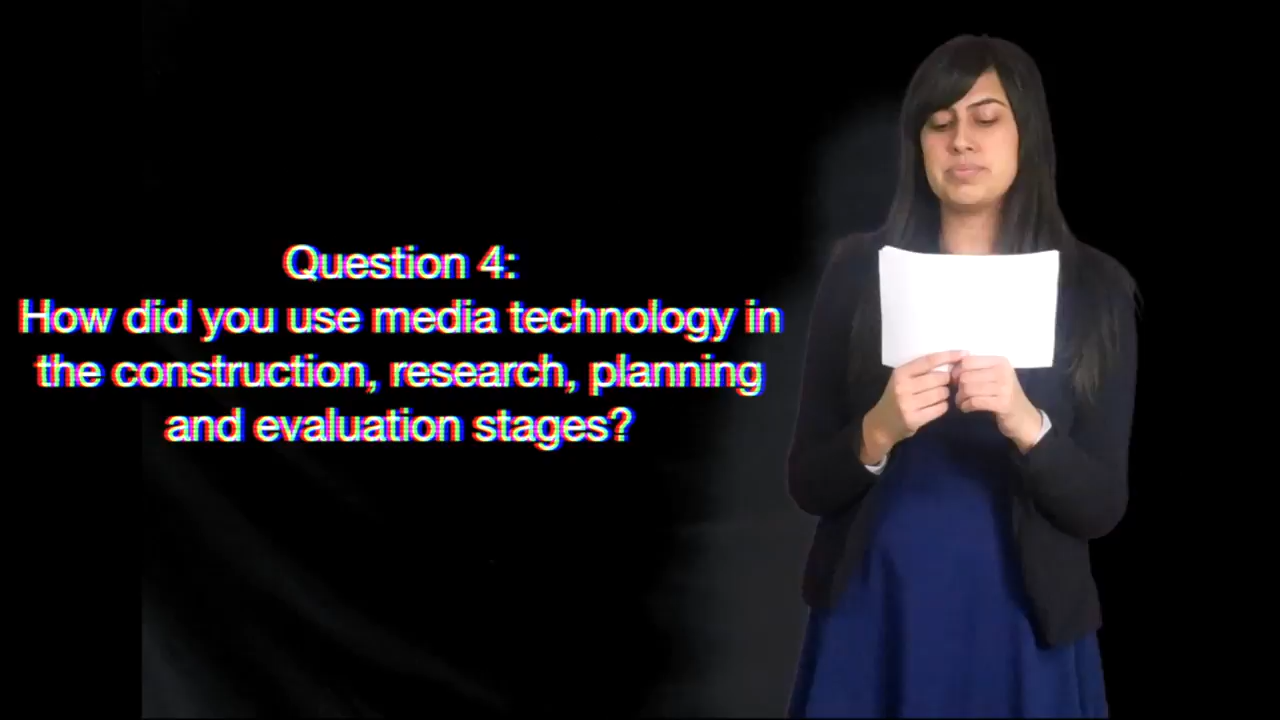 Question 4:
How did you use media technology in
the construction, research, planning
and evaluation stages?